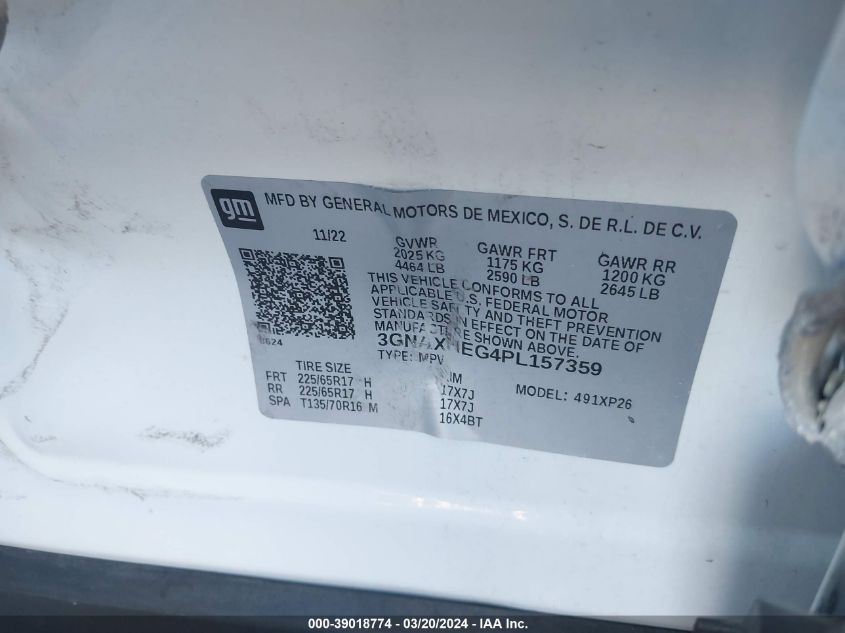 gm MFD BY GENERAL MOTORS DE MEXICO, S. DE R.L. DE C.V.
11/22 GVWR GAWR FRT GAWR RR
2025 KG 1175 KG 1200 KG
4464 LB 2590 LB 2645 LB
THIS VEHICLE CONFORMS TO ALL
APPLICABLE U.S. FEDERAL MOTOR
VEHICLE SAFETY AND THEFT PREVENTION
STANDARDS IN EFFECT ON THE DATE OF
MANUFACTURE SHOWN ABOVE.
TYPE: MPV
MODEL: 491XP26
TIRE SIZE
FRT 225/65R17 H 17X7J
RR 225/65R17 H 17X7J
SPA T135/70R16 M 16X4BT
000-39018774 - 03/20/2024 - IAAI Inc.